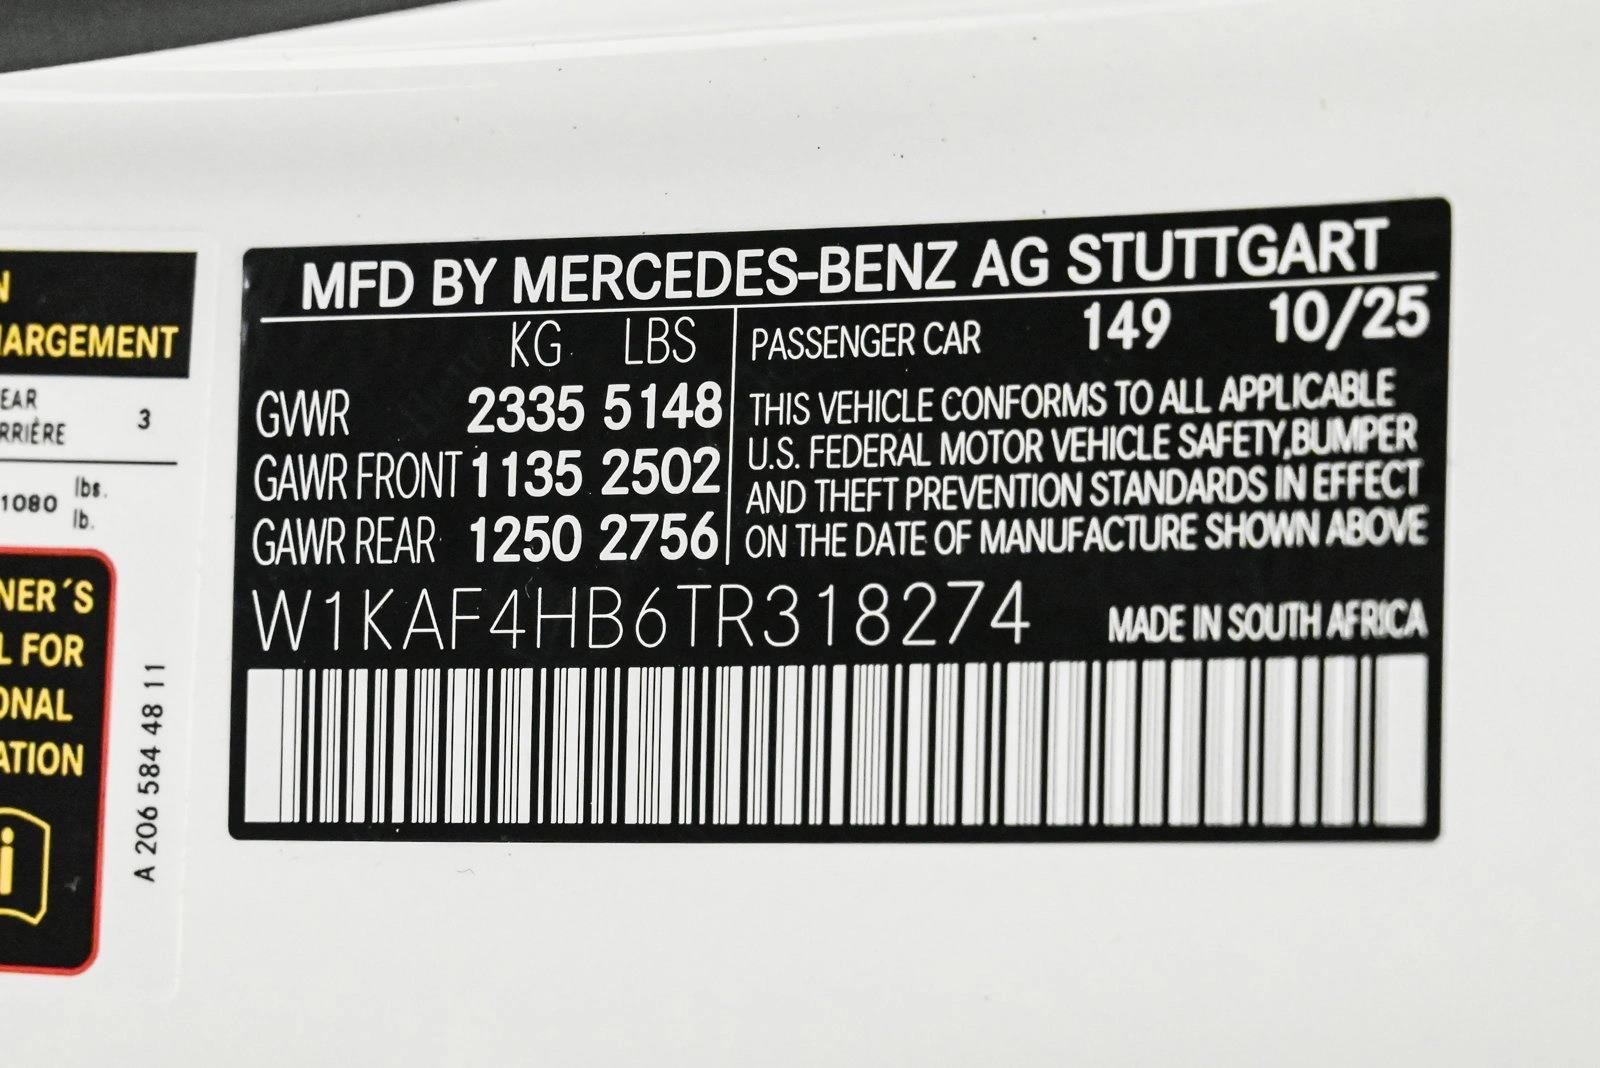 N
HARGEMENT
EAR
RRIÈRE
3
1080 lbs.
lb.
NER´S
L FOR
ONAL
ATION
i
A 206 584 48 11
MFD BY MERCEDES-BENZ AG STUTTGART
KG LBS
GVWR 2335 5148
GAWR FRONT 1135 2502
GAWR REAR 1250 2756
PASSENGER CAR 149 10/25
THIS VEHICLE CONFORMS TO ALL APPLICABLE
U.S. FEDERAL MOTOR VEHICLE SAFETY,BUMPER
AND THEFT PREVENTION STANDARDS IN EFFECT
ON THE DATE OF MANUFACTURE SHOWN ABOVE
W1KAF4HB6TR318274
MADE IN SOUTH AFRICA